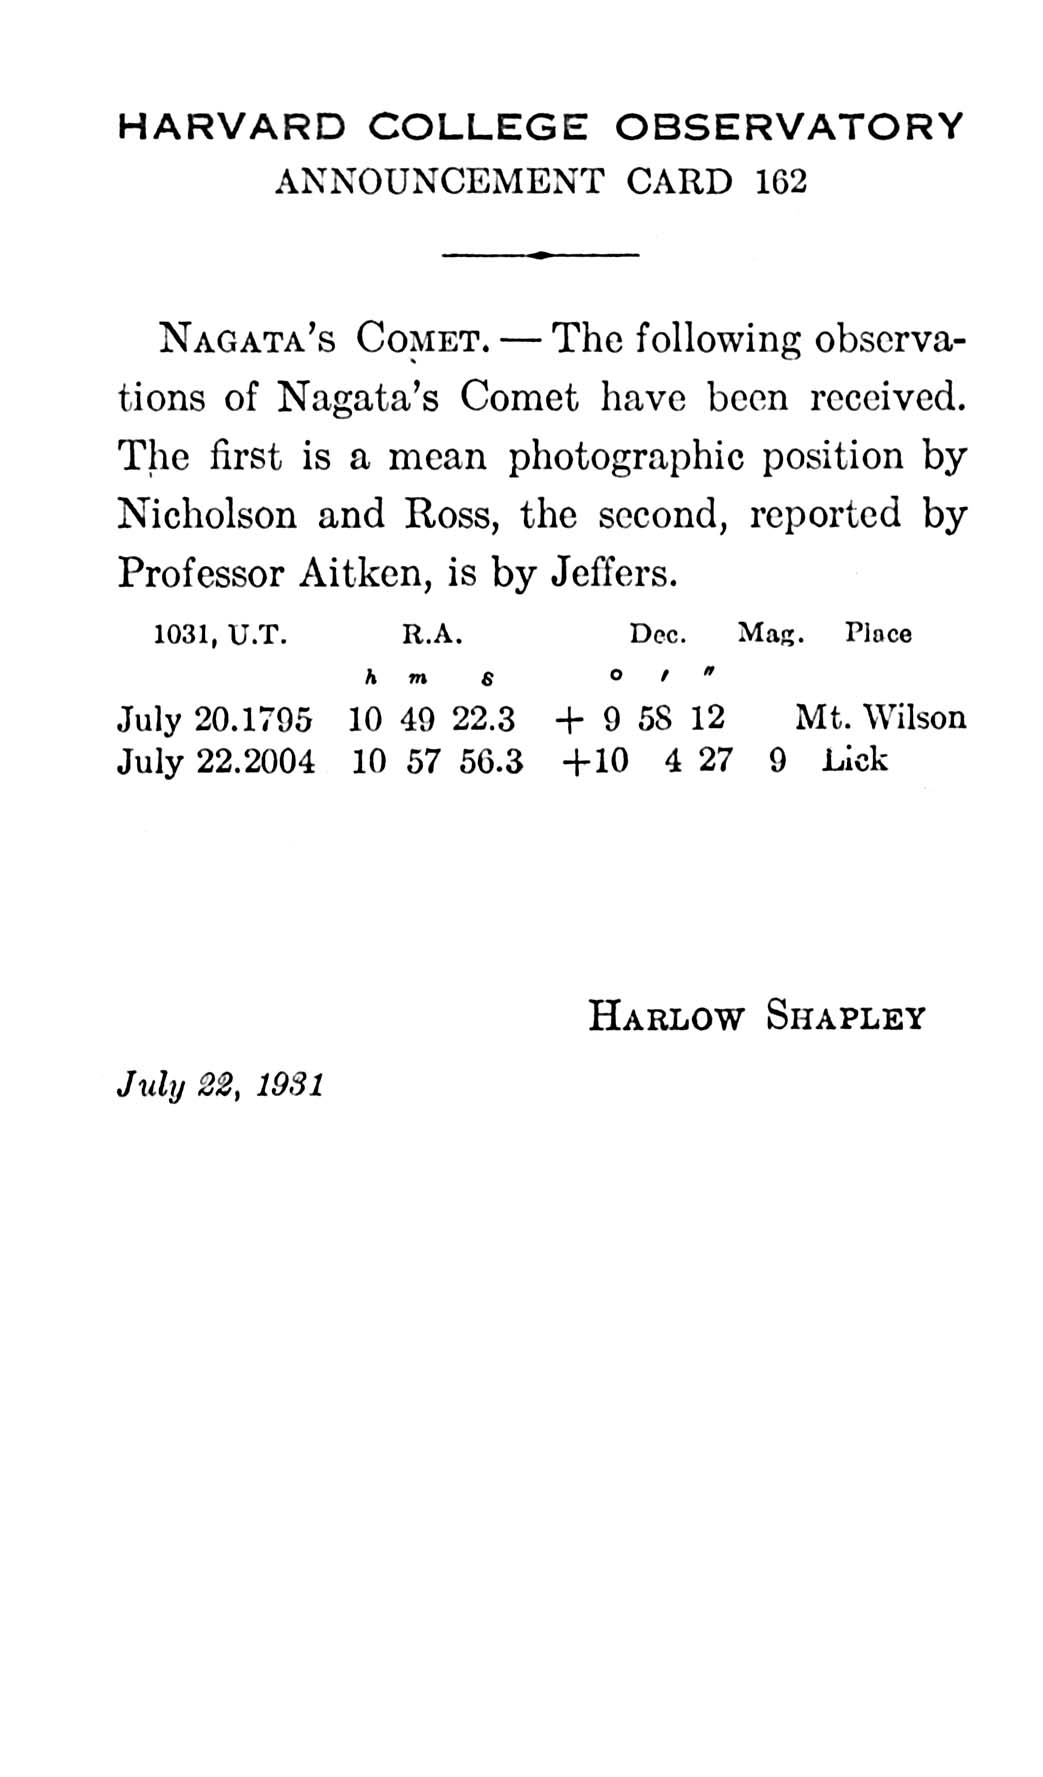 HARVARD COLLEGE OBSERVATORY
ANNOUNCEMENT CARD 162
NAGATA'S COMET. — The following observa-
tions of Nagata's Comet have been received.
The first is a mean photographic position by
Nicholson and Ross, the second, reported by
Professor Aitken, is by Jeffers.
1031, U.T. R.A. Dec. Mag. Place
h m s o ′ ″
July 20.1795 10 49 22.3 + 9 58 12 Mt. Wilson
July 22.2004 10 57 56.3 +10 4 27 9 Lick
HARLOW SHAPLEY
July 22, 1931